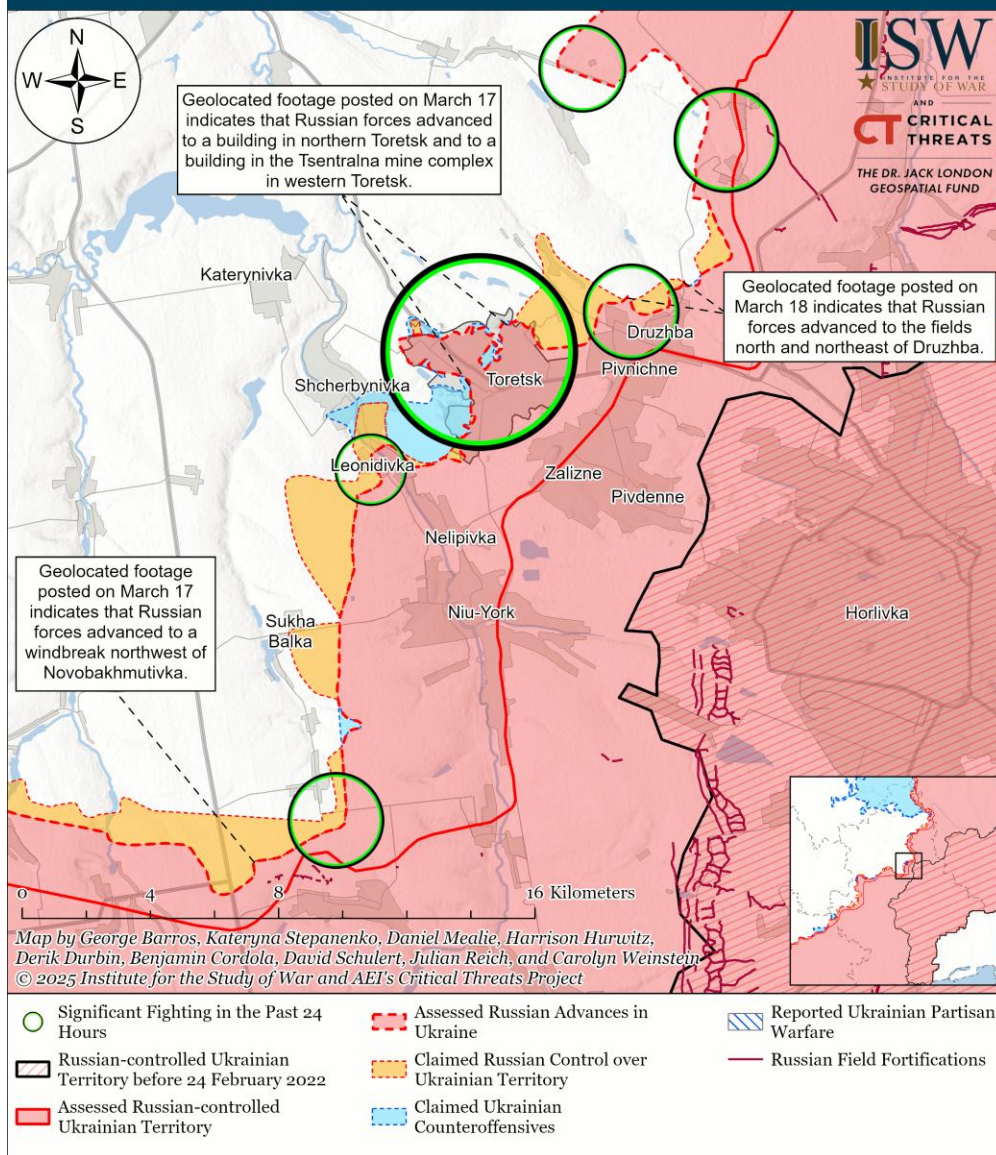 N
W
E
S
ISW
INSTITUTE FOR THE
STUDY OF WAR
AND
CT CRITICAL
THREATS
THE DR. JACK LONDON
GEOSPATIAL FUND
Geolocated footage posted on March 17
indicates that Russian forces advanced
to a building in northern Toretsk and to a
building in the Tsentralna mine complex
in western Toretsk.
Katerynivka
Geolocated footage posted on
March 18 indicates that Russian
forces advanced to the fields
north and northeast of Druzhba.
Druzhba
Pivnichne
Toretsk
Shcherbynivka
Leonidivka
Zalizne
Pivdenne
Nelipivka
Geolocated footage
posted on March 17
indicates that Russian
forces advanced to a
windbreak northwest of
Novobakhmutivka.
Sukha
Balka
Niu-York
Horlivka
0
4
8
16 Kilometers
Map by George Barros, Kateryna Stepanenko, Daniel Mealie, Harrison Hurwitz,
Derik Durbin, Benjamin Cordola, David Schulert, Julian Reich, and Carolyn Weinstein
© 2025 Institute for the Study of War and AEI's Critical Threats Project
Significant Fighting in the Past 24
Hours
Russian-controlled Ukrainian
Territory before 24 February 2022
Assessed Russian-controlled
Ukrainian Territory
Assessed Russian Advances in
Ukraine
Claimed Russian Control over
Ukrainian Territory
Claimed Ukrainian
Counteroffensives
Reported Ukrainian Partisan
Warfare
Russian Field Fortifications